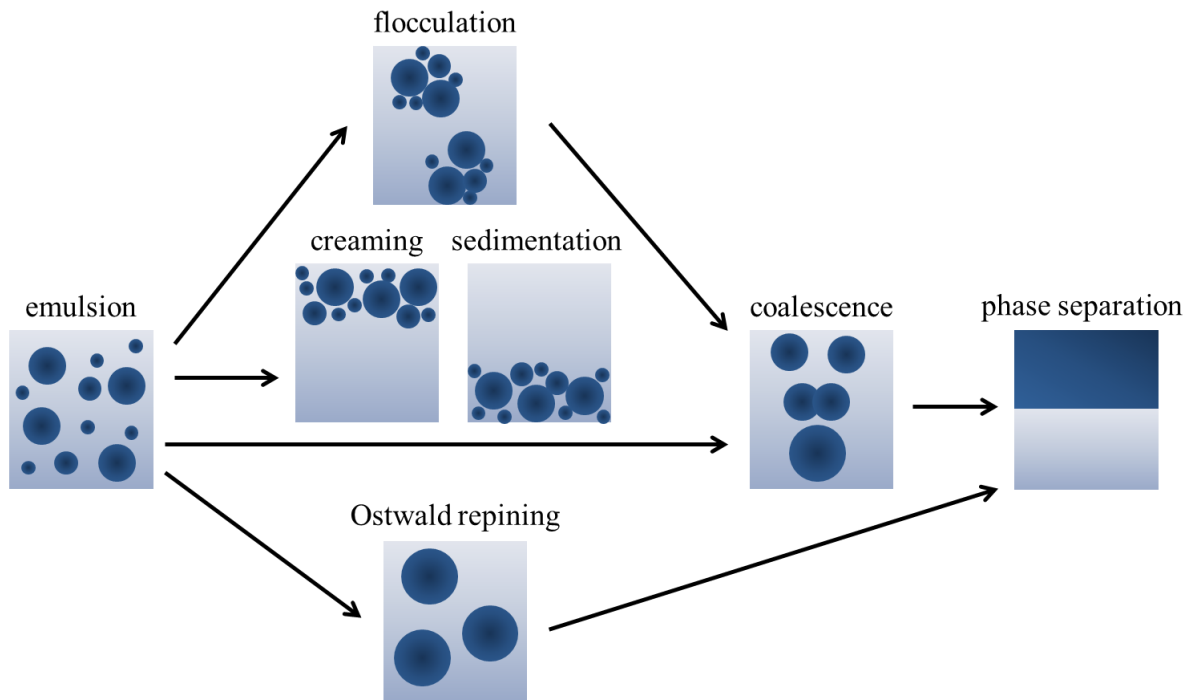 flocculation
creaming
sedimentation
emulsion
coalescence
phase separation
Ostwald repining